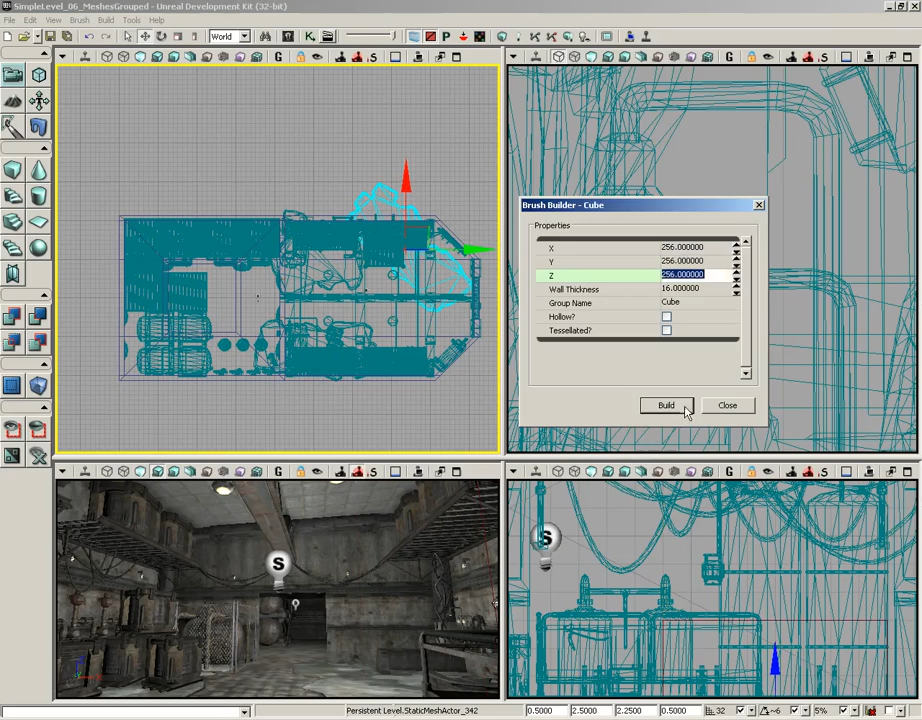 SimpleLevel_06_MeshesGrouped - Unreal Development Kit (32-bit)
File Edit View Brush Build Tools Help
World
K
P
G
S
G
S
Brush Builder - Cube
Properties
X 256.000000
Y 256.000000
Z 256.000000
Wall Thickness 16.000000
Group Name Cube
Hollow?
Tessellated?
Build Close
G
S
G
S
S
S
Persistent Level.StaticMeshActor_342 0.5000 2.5000 2.2500 0.5000 32 ~6 5%